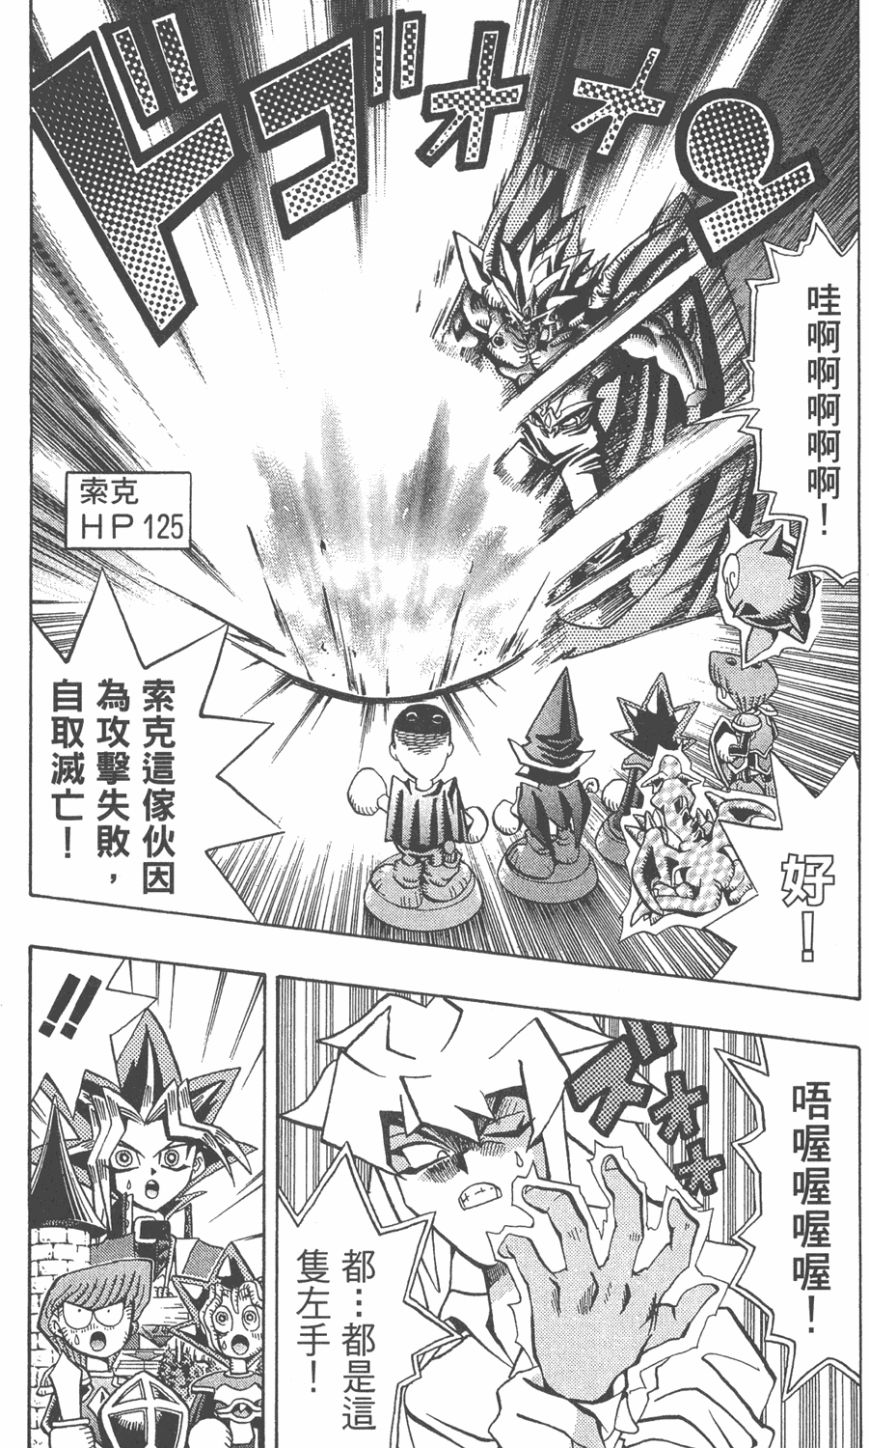 ドゴオオオ
哇啊啊啊啊啊！
索克
HP 125
好！
索克這傢伙因
為攻擊失敗，
自取滅亡！
唔喔喔喔喔！
ズオオ
都…都是這
隻左手！
!!